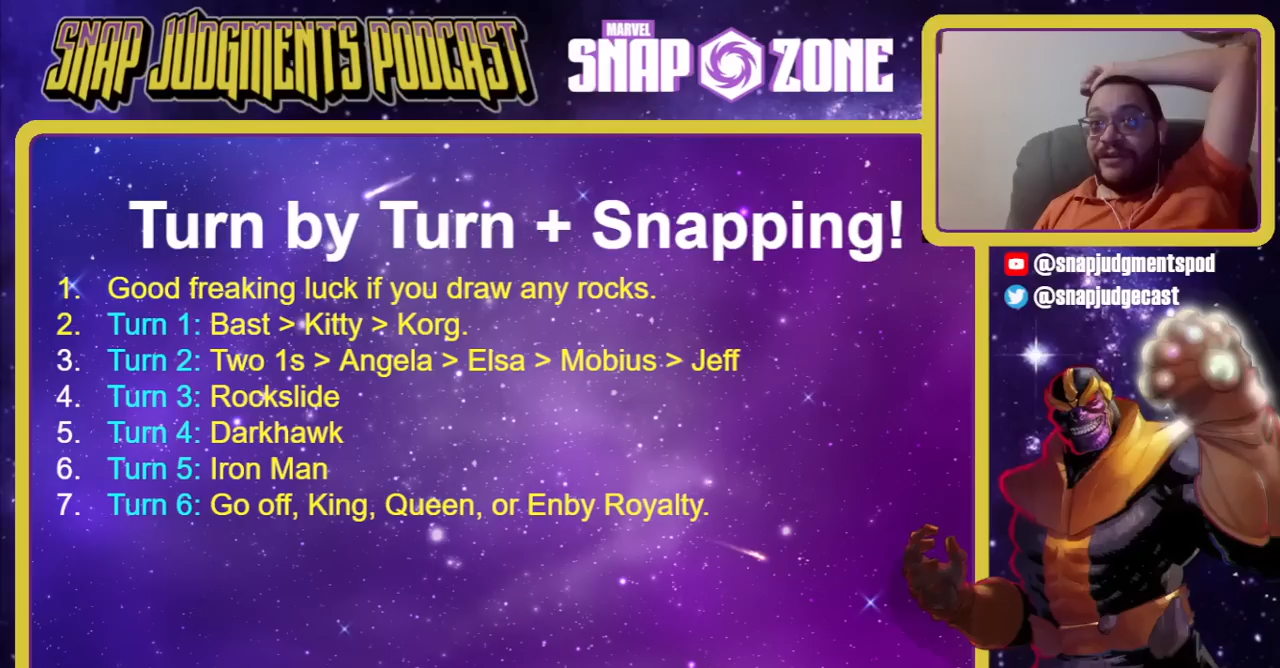 SNAP JUDGMENTS PODCAST
MARVEL
SNAP ZONE
Turn by Turn + Snapping!
1. Good freaking luck if you draw any rocks.
2. Turn 1: Bast > Kitty > Korg.
3. Turn 2: Two 1s > Angela > Elsa > Mobius > Jeff
4. Turn 3: Rockslide
5. Turn 4: Darkhawk
6. Turn 5: Iron Man
7. Turn 6: Go off, King, Queen, or Enby Royalty.
@snapjudgmentspod
@snapjudgecast